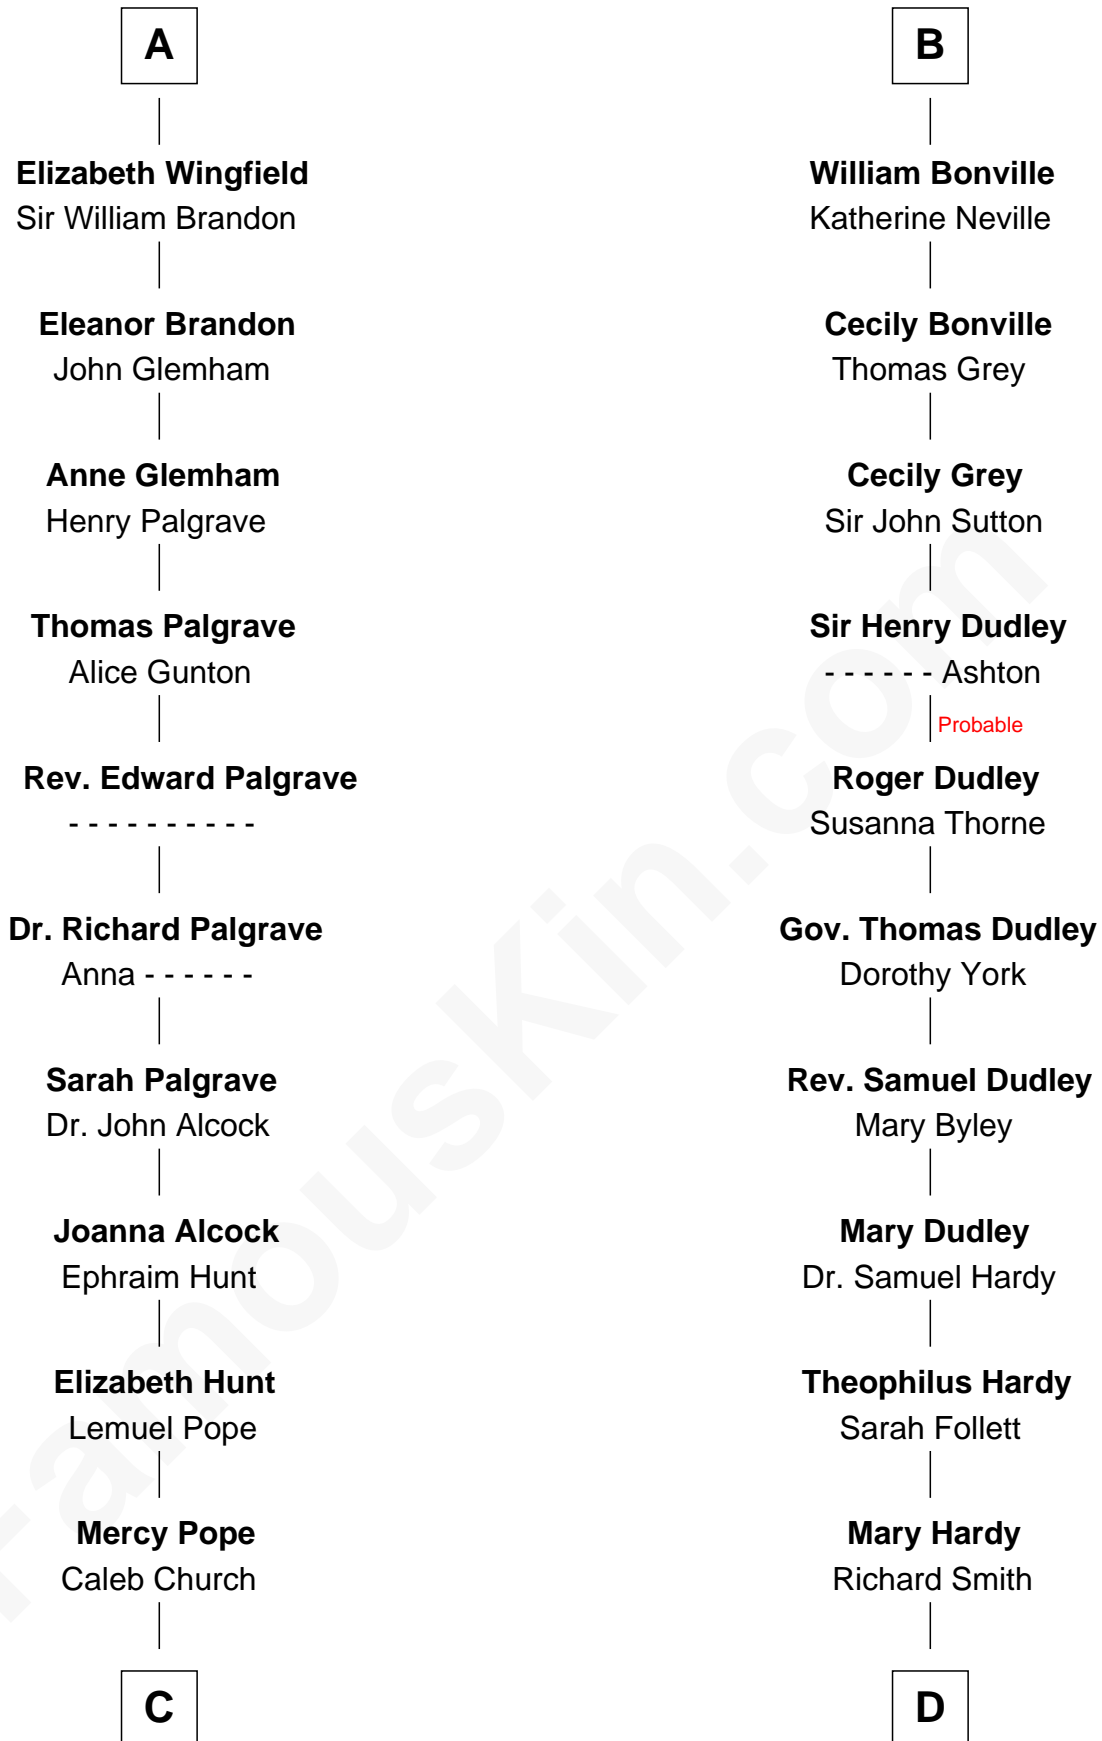 A
Elizabeth Wingfield
Sir William Brandon
Eleanor Brandon
John Glemham
Anne Glemham
Henry Palgrave
Thomas Palgrave
Alice Gunton
Rev. Edward Palgrave
- - - - - - - - - -
Dr. Richard Palgrave
Anna - - - - - -
Sarah Palgrave
Dr. John Alcock
Joanna Alcock
Ephraim Hunt
Elizabeth Hunt
Lemuel Pope
Mercy Pope
Caleb Church
C
B
William Bonville
Katherine Neville
Cecily Bonville
Thomas Grey
Cecily Grey
Sir John Sutton
Sir Henry Dudley
- - - - - - Ashton
Probable
Roger Dudley
Susanna Thorne
Gov. Thomas Dudley
Dorothy York
Rev. Samuel Dudley
Mary Byley
Mary Dudley
Dr. Samuel Hardy
Theophilus Hardy
Sarah Follett
Mary Hardy
Richard Smith
D
FamousKin.com